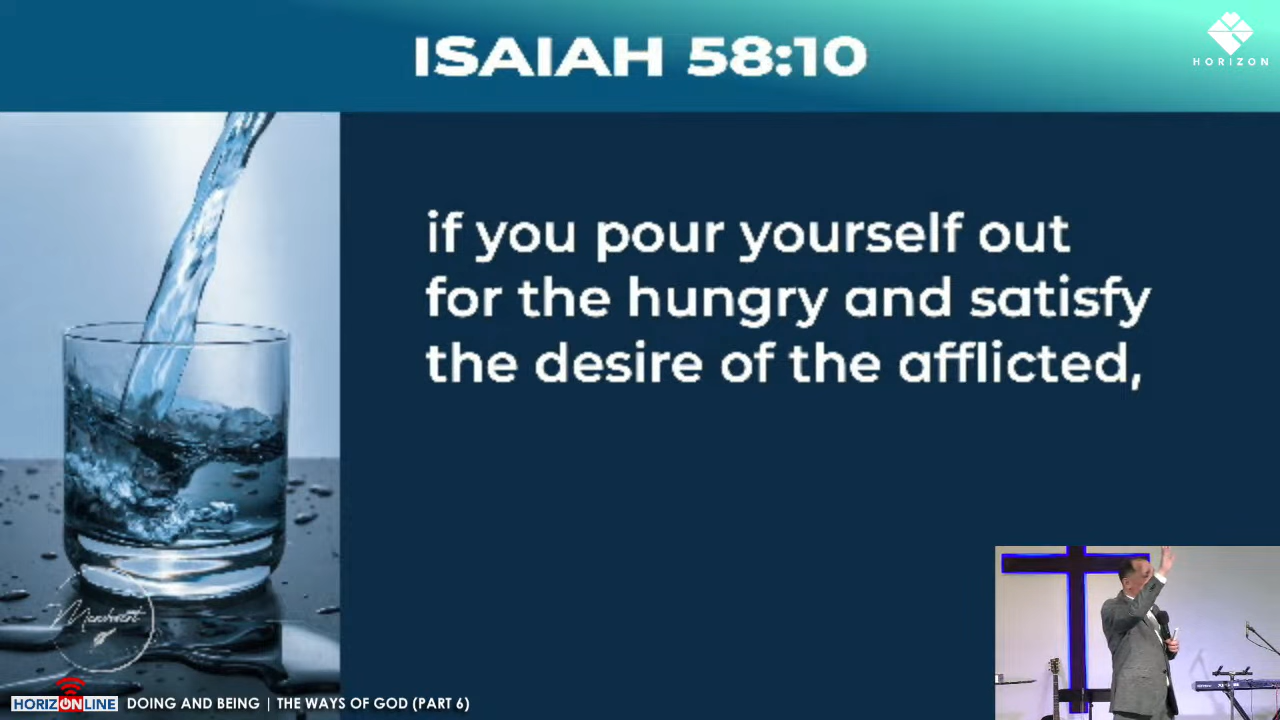 ISAIAH 58:10
HORIZON
if you pour yourself out
for the hungry and satisfy
the desire of the afflicted,
HORIZONLINE DOING AND BEING | THE WAYS OF GOD (PART 6)